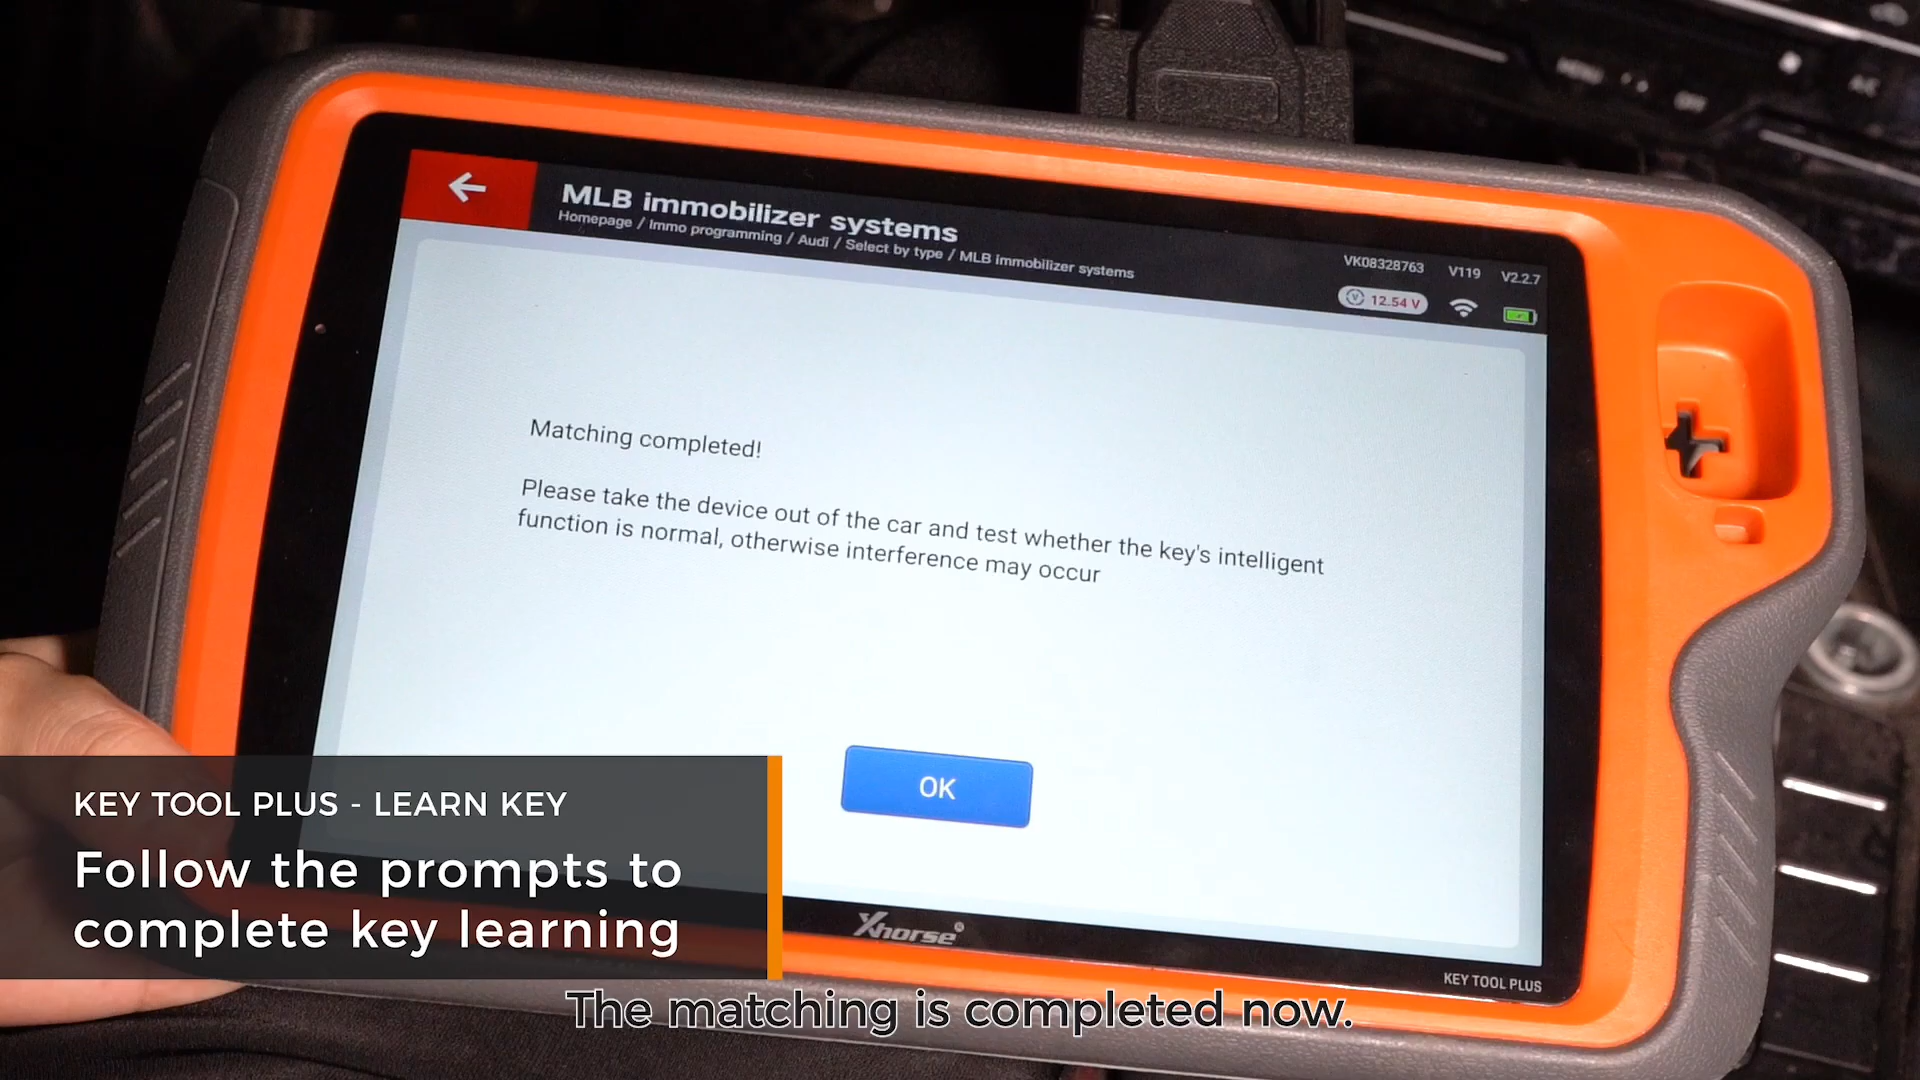 MLB immobilizer systems
Homepage / Immo programming / Audi / Select by type / MLB immobilizer systems
VK08328763 V119 V2.2.7
12.54 V
Matching completed!
Please take the device out of the car and test whether the key's intelligent
function is normal, otherwise interference may occur
OK
Xhorse®
KEY TOOL PLUS
KEY TOOL PLUS - LEARN KEY
Follow the prompts to
complete key learning
The matching is completed now.
MENU
OFF
A/C